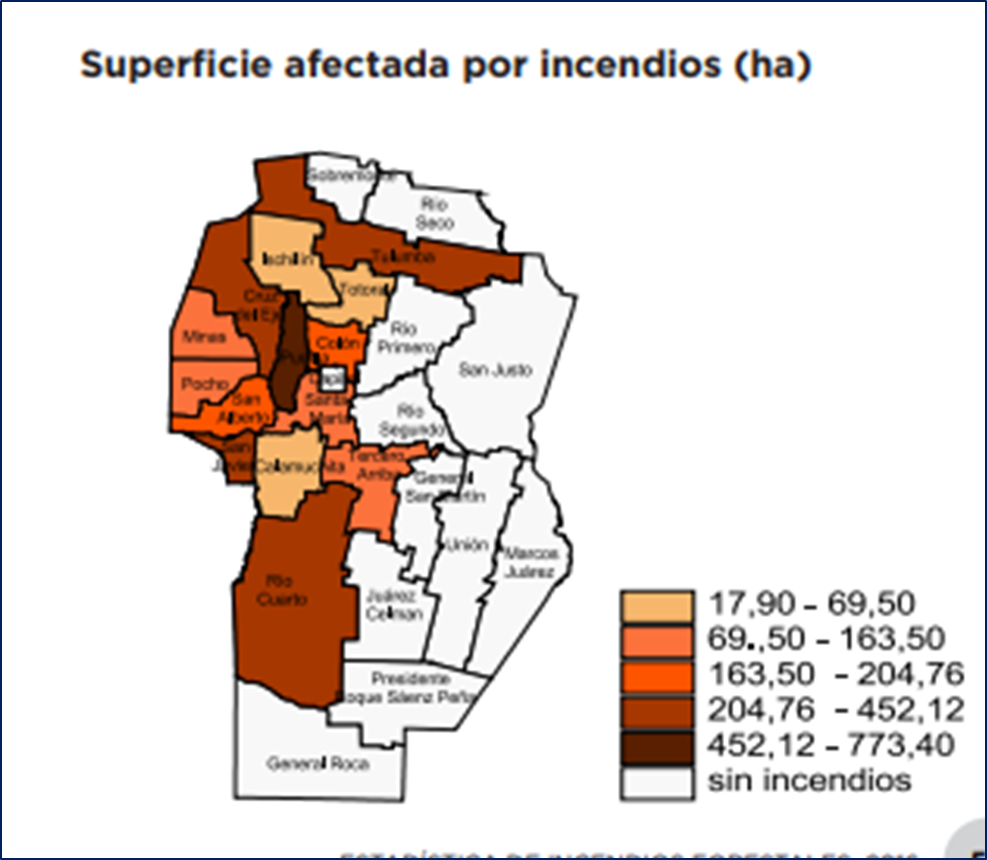 Superficie afectada por incendios (ha)
Sobremonte
Río
Seco
Tulumba
Ischilín
Totoral
Cruz
del Eje
Río
Primero
Minas
Colón
Punilla
San Justo
Capital
Pocho
San
Alberto
Santa
María
Río
Segundo
San
Javier
Calamuchita
Tercero
Arriba
General
San Martín
Unión
Marcos
Juárez
Río
Cuarto
Juárez
Celman
Presidente
Roque Sáenz Peña
General Roca
17,90 - 69,50
69.,50 - 163,50
163,50 - 204,76
204,76 - 452,12
452,12 - 773,40
sin incendios